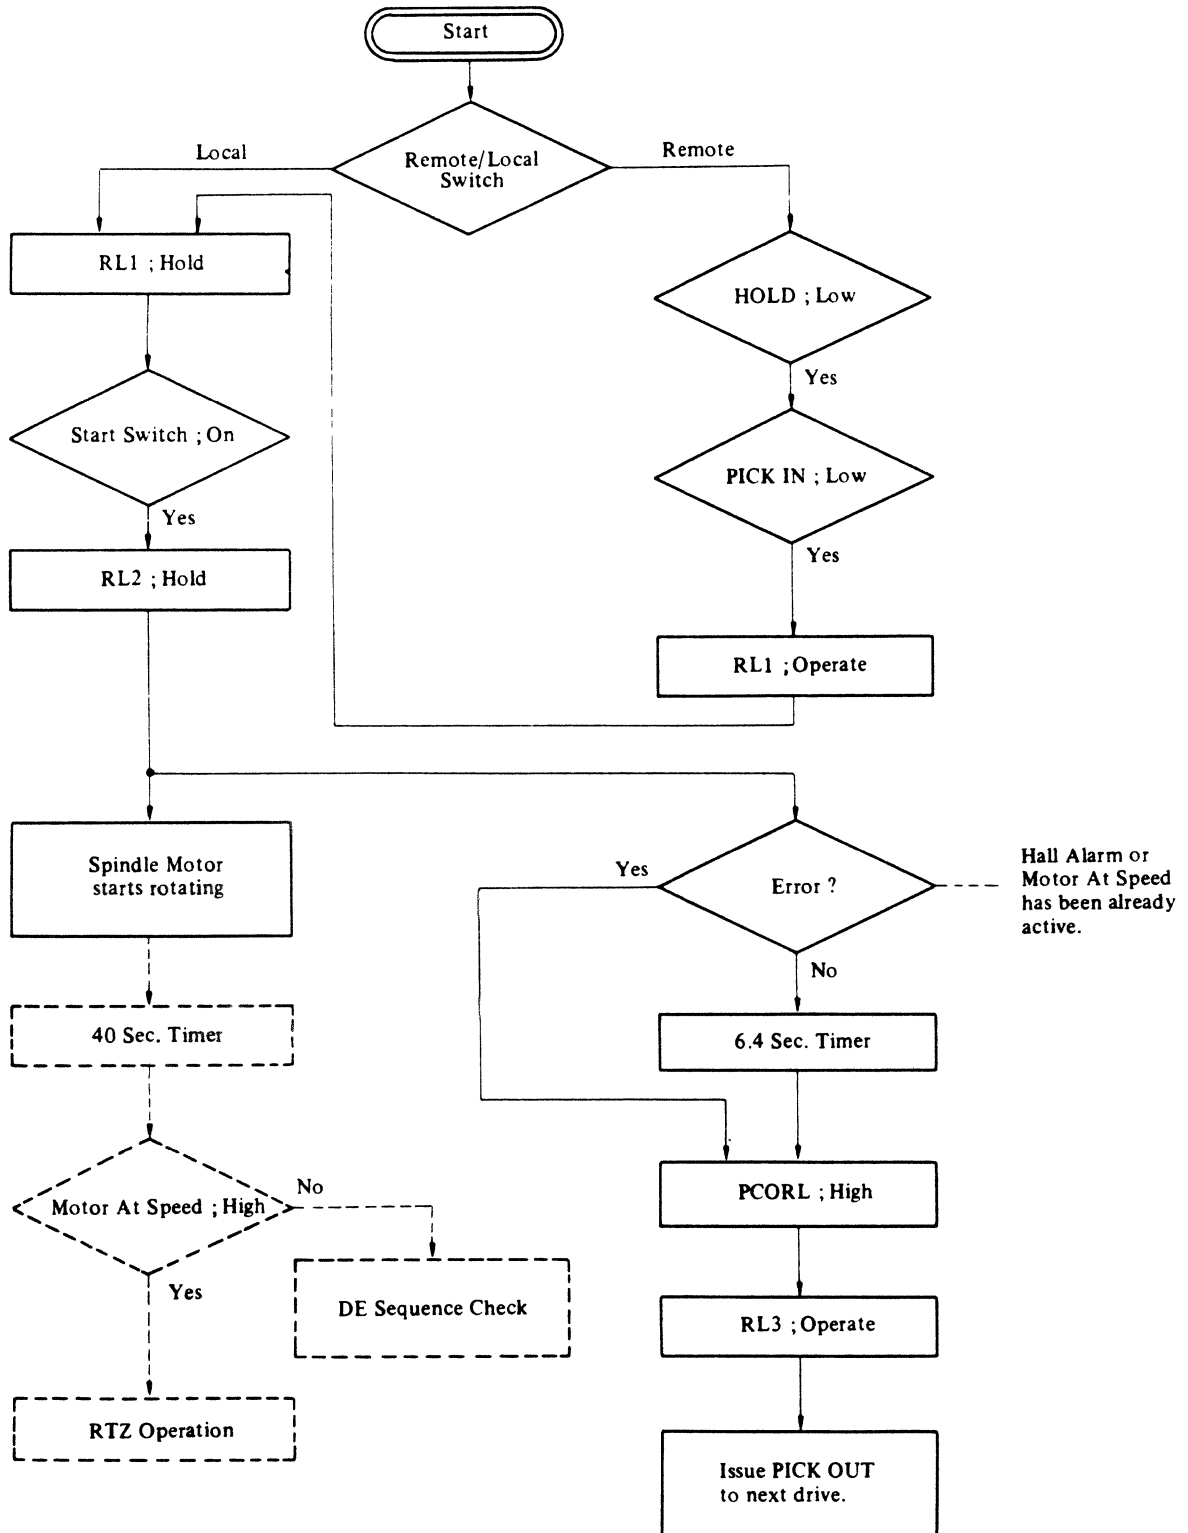 Start
Local
Remote/Local
Switch
Remote
RL1 ; Hold
HOLD ; Low
Yes
Start Switch ; On
PICK IN ; Low
Yes
Yes
RL2 ; Hold
RL1 ; Operate
Spindle Motor
starts rotating
Yes
Error ?
Hall Alarm or
Motor At Speed
has been already
active.
No
40 Sec. Timer
6.4 Sec. Timer
Motor At Speed ; High
No
PCORL ; High
Yes
DE Sequence Check
RL3 ; Operate
RTZ Operation
Issue PICK OUT
to next drive.